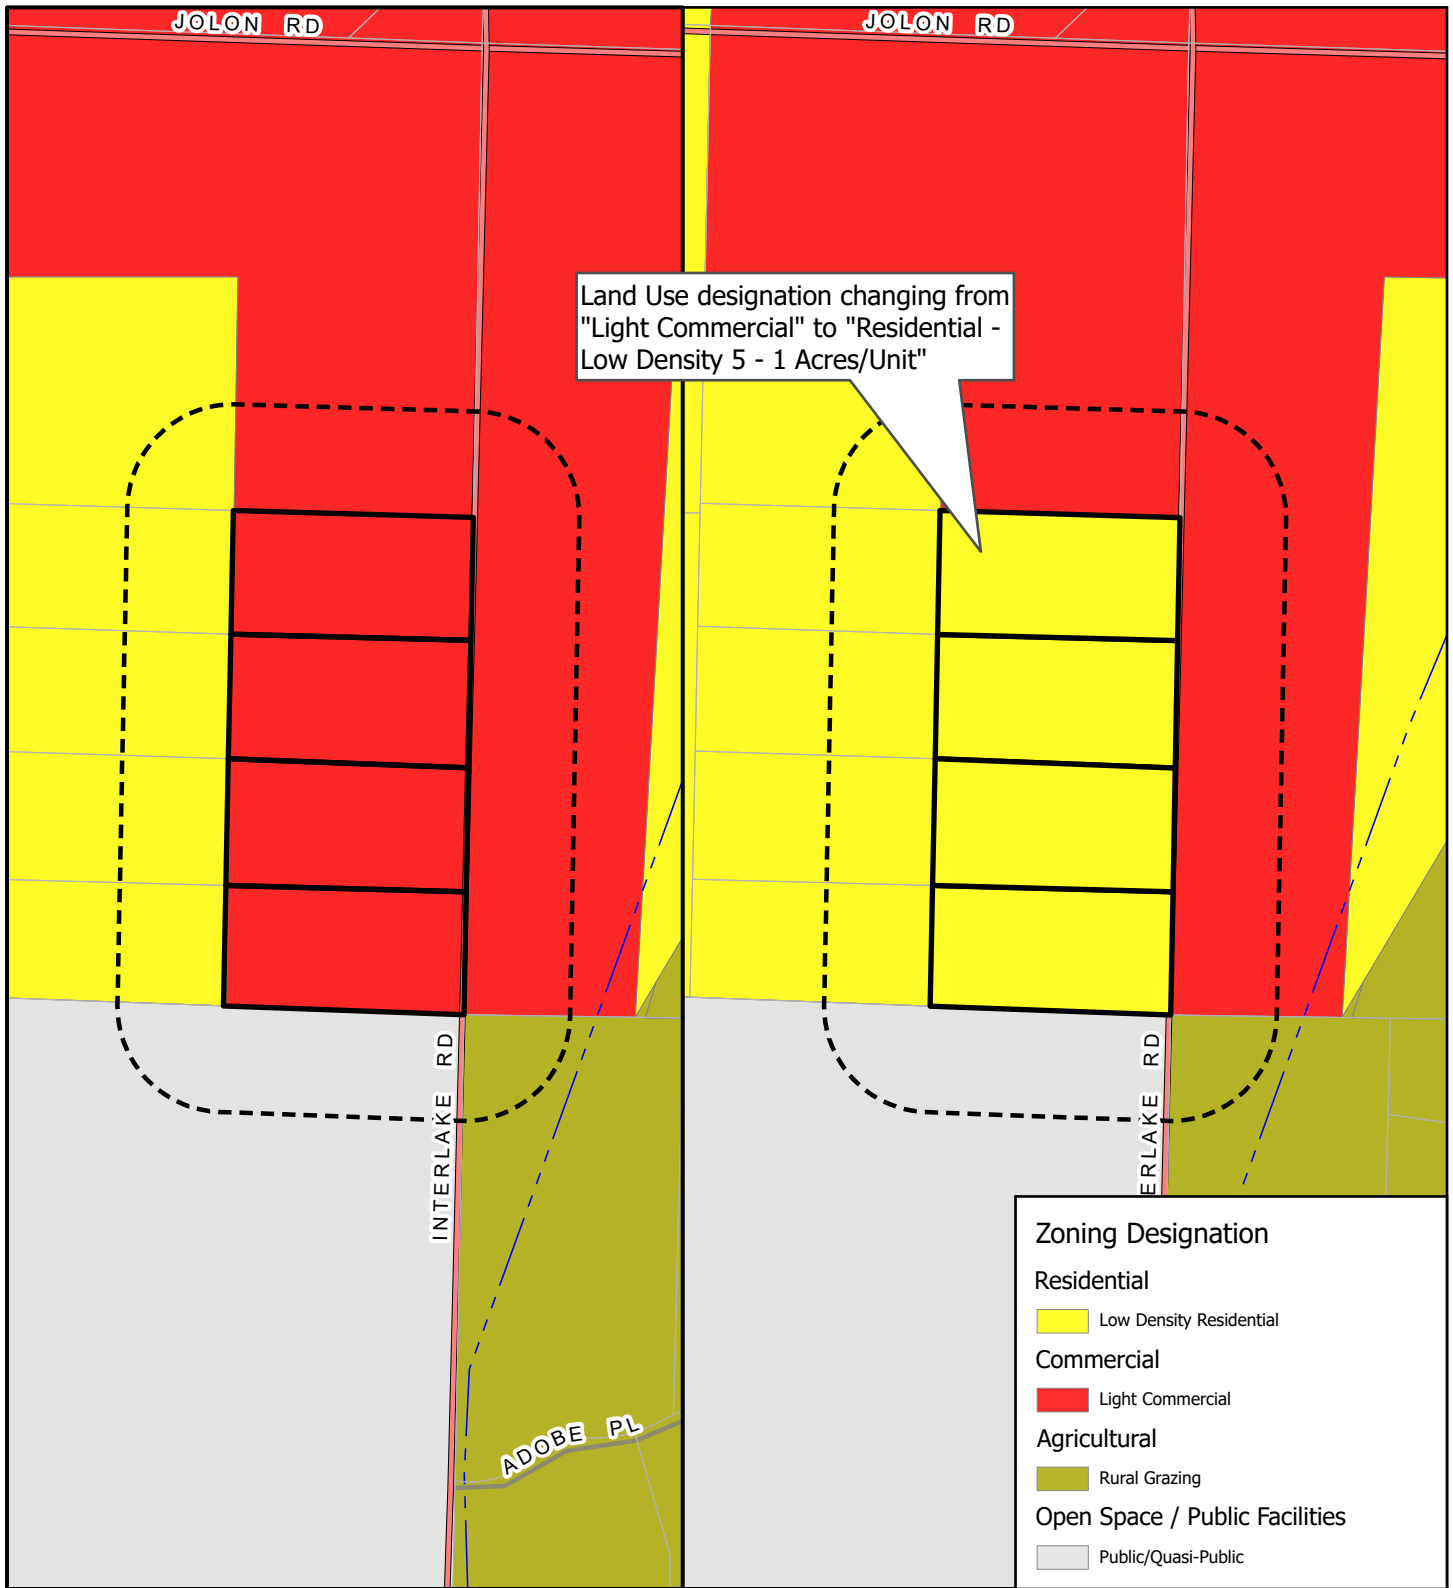 JOLON RD
JOLON RD
Land Use designation changing from
"Light Commercial" to "Residential -
Low Density 5 - 1 Acres/Unit"
INTERLAKE RD
ERLAKE RD
ADOBE PL
Zoning Designation
Residential
Low Density Residential
Commercial
Light Commercial
Agricultural
Rural Grazing
Open Space / Public Facilities
Public/Quasi-Public